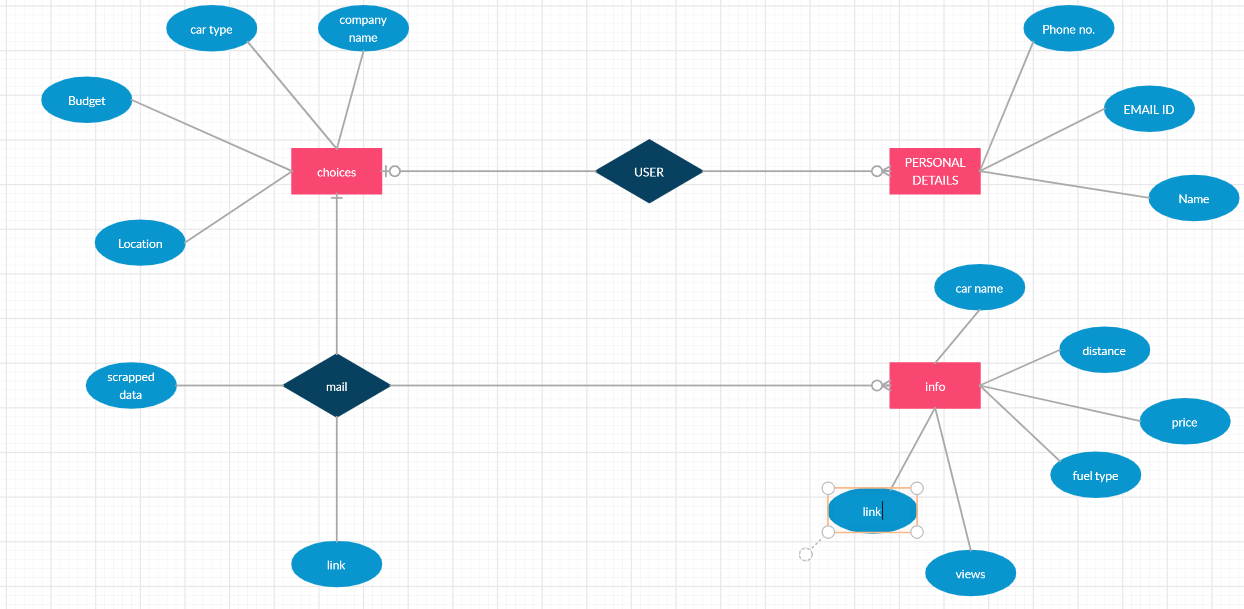 car type
company
name
Phone no.
Budget
EMAIL ID
choices
USER
PERSONAL
DETAILS
Name
Location
car name
distance
scrapped
data
mail
info
price
fuel type
link
link
views